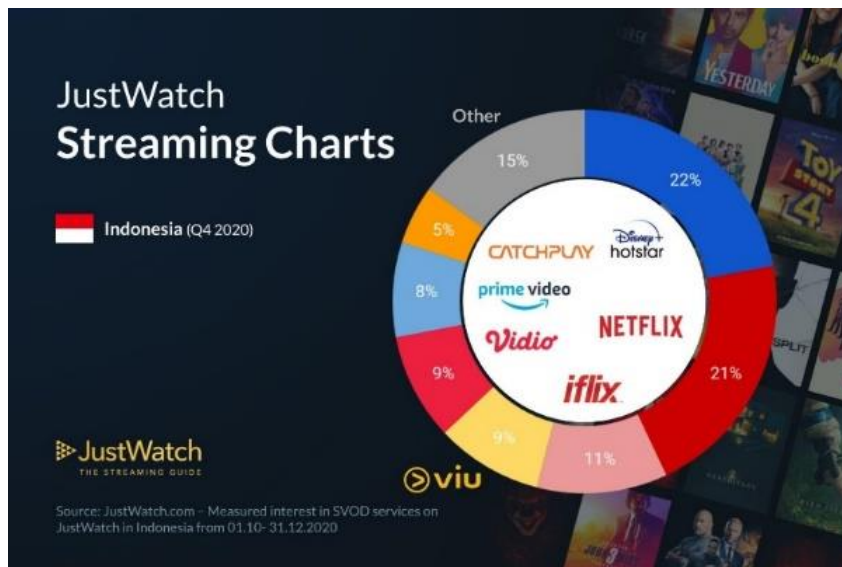 JustWatch
Streaming Charts
Indonesia (Q4 2020)
Other
15%
22%
5%
8%
9%
9%
11%
21%
CATCHPLAY
Disney+
hotstar
prime video
NETFLIX
Vidio
iflix
viu
JustWatch
THE STREAMING GUIDE
Source: JustWatch.com – Measured interest in SVOD services on
JustWatch in Indonesia from 01.10- 31.12.2020
YESTERDAY
TOY
STORY
4
SPLIT